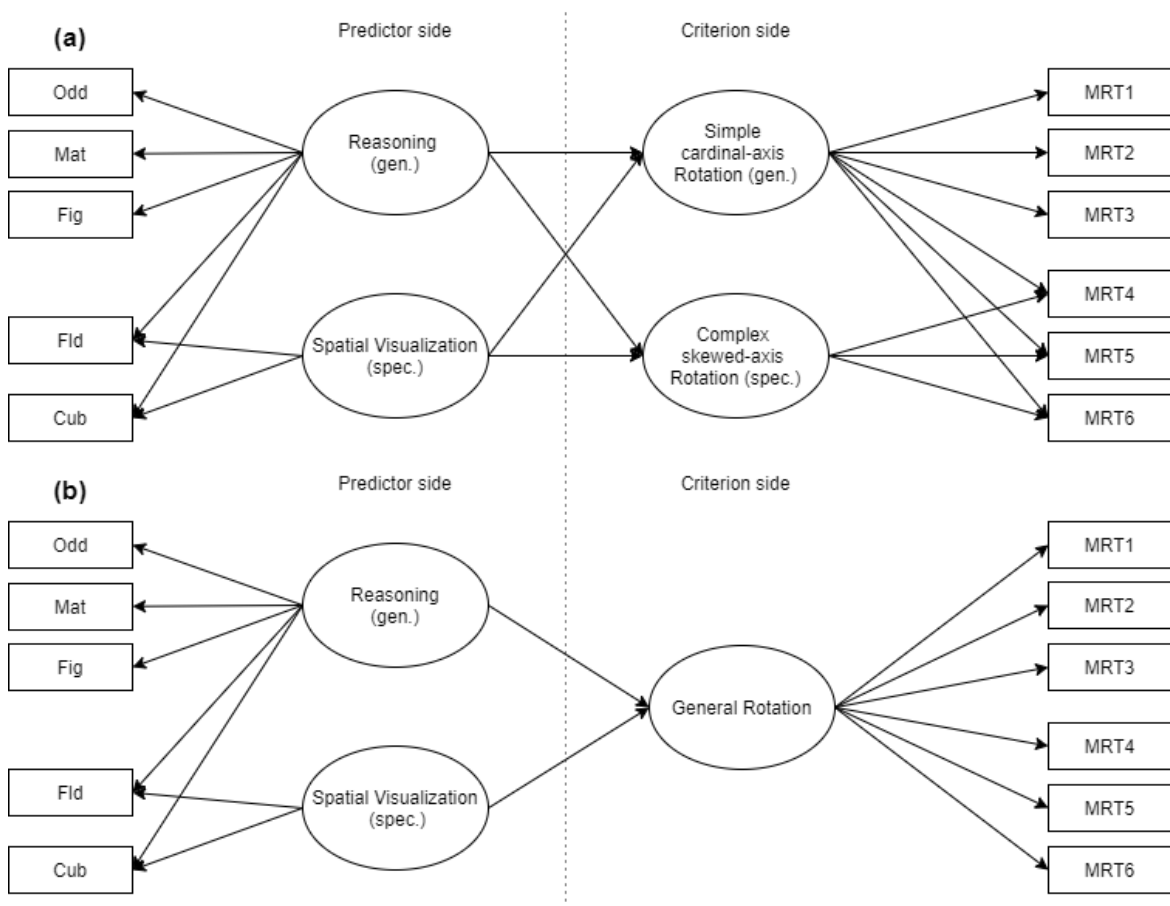 (a)
Predictor side
Criterion side
Odd
Mat
Fig
Fld
Cub
Reasoning
(gen.)
Spatial Visualization
(spec.)
Simple
cardinal-axis
Rotation (gen.)
Complex
skewed-axis
Rotation (spec.)
MRT1
MRT2
MRT3
MRT4
MRT5
MRT6
(b)
Predictor side
Criterion side
Odd
Mat
Fig
Fld
Cub
Reasoning
(gen.)
Spatial Visualization
(spec.)
General Rotation
MRT1
MRT2
MRT3
MRT4
MRT5
MRT6